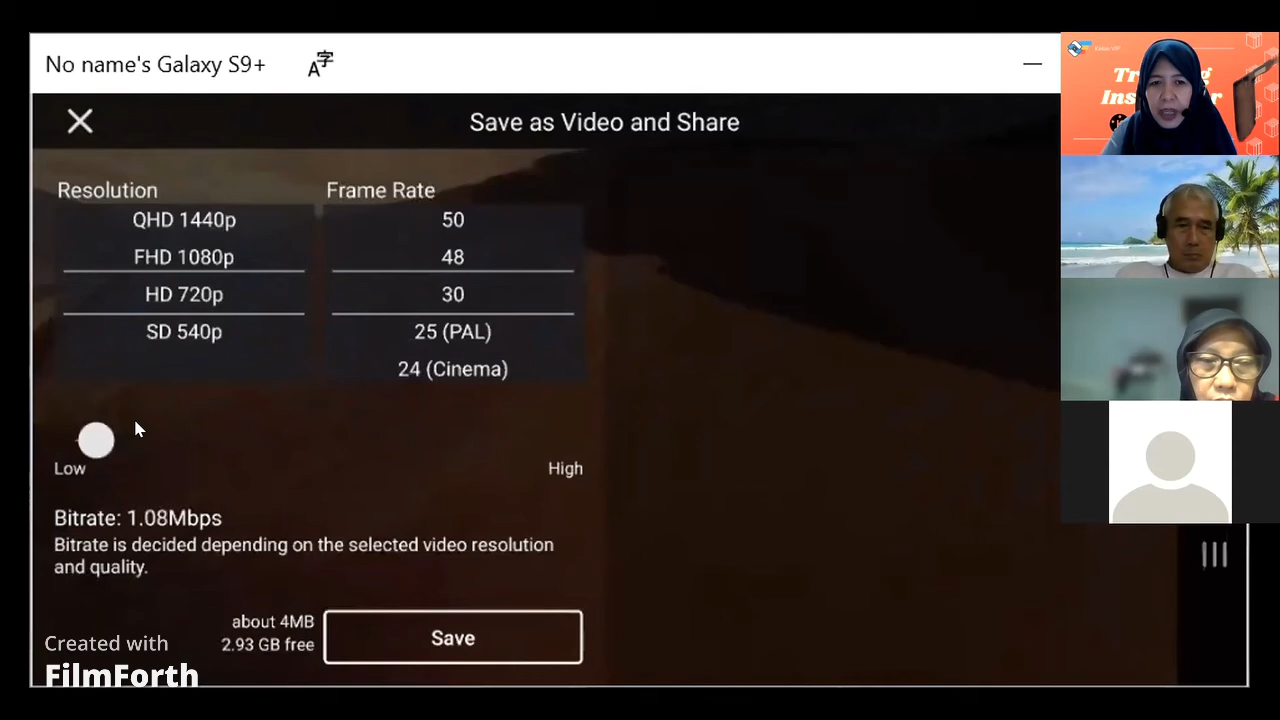 No name's Galaxy S9+
A字
Save as Video and Share
Resolution
Frame Rate
QHD 1440p
50
FHD 1080p
48
HD 720p
30
SD 540p
25 (PAL)
24 (Cinema)
Low
High
Bitrate: 1.08Mbps
Bitrate is decided depending on the selected video resolution
and quality.
about 4MB
2.93 GB free
Save
Created with
FilmForth